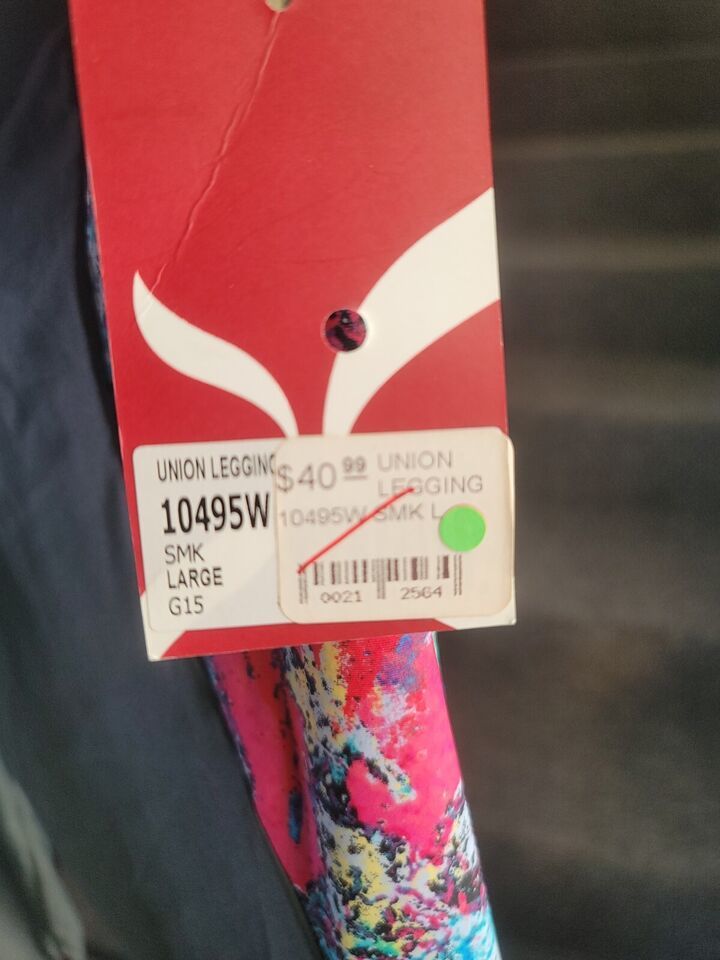 UNION LEGGING
10495W
SMK
LARGE
G15
$40 99 UNION
LEGGING
10495W SMK L
0021 2564